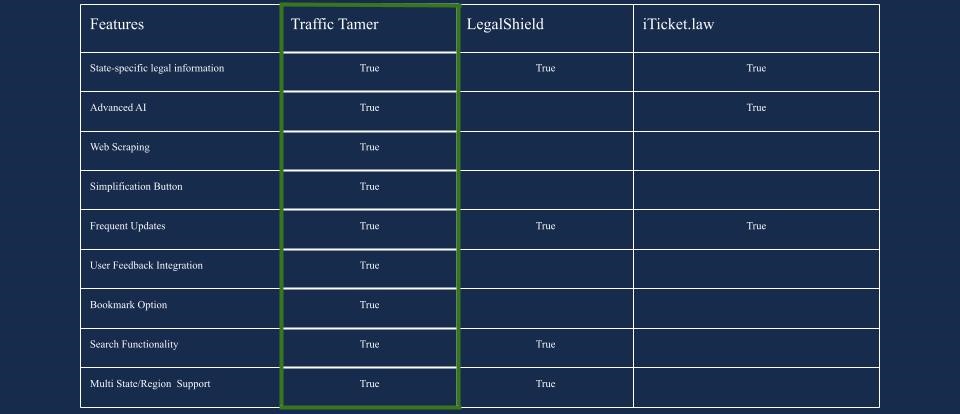 Features Traffic Tamer LegalShield iTicket.law
State-specific legal information True True True
Advanced AI True True
Web Scraping True
Simplification Button True
Frequent Updates True True True
User Feedback Integration True
Bookmark Option True
Search Functionality True True
Multi State/Region Support True True